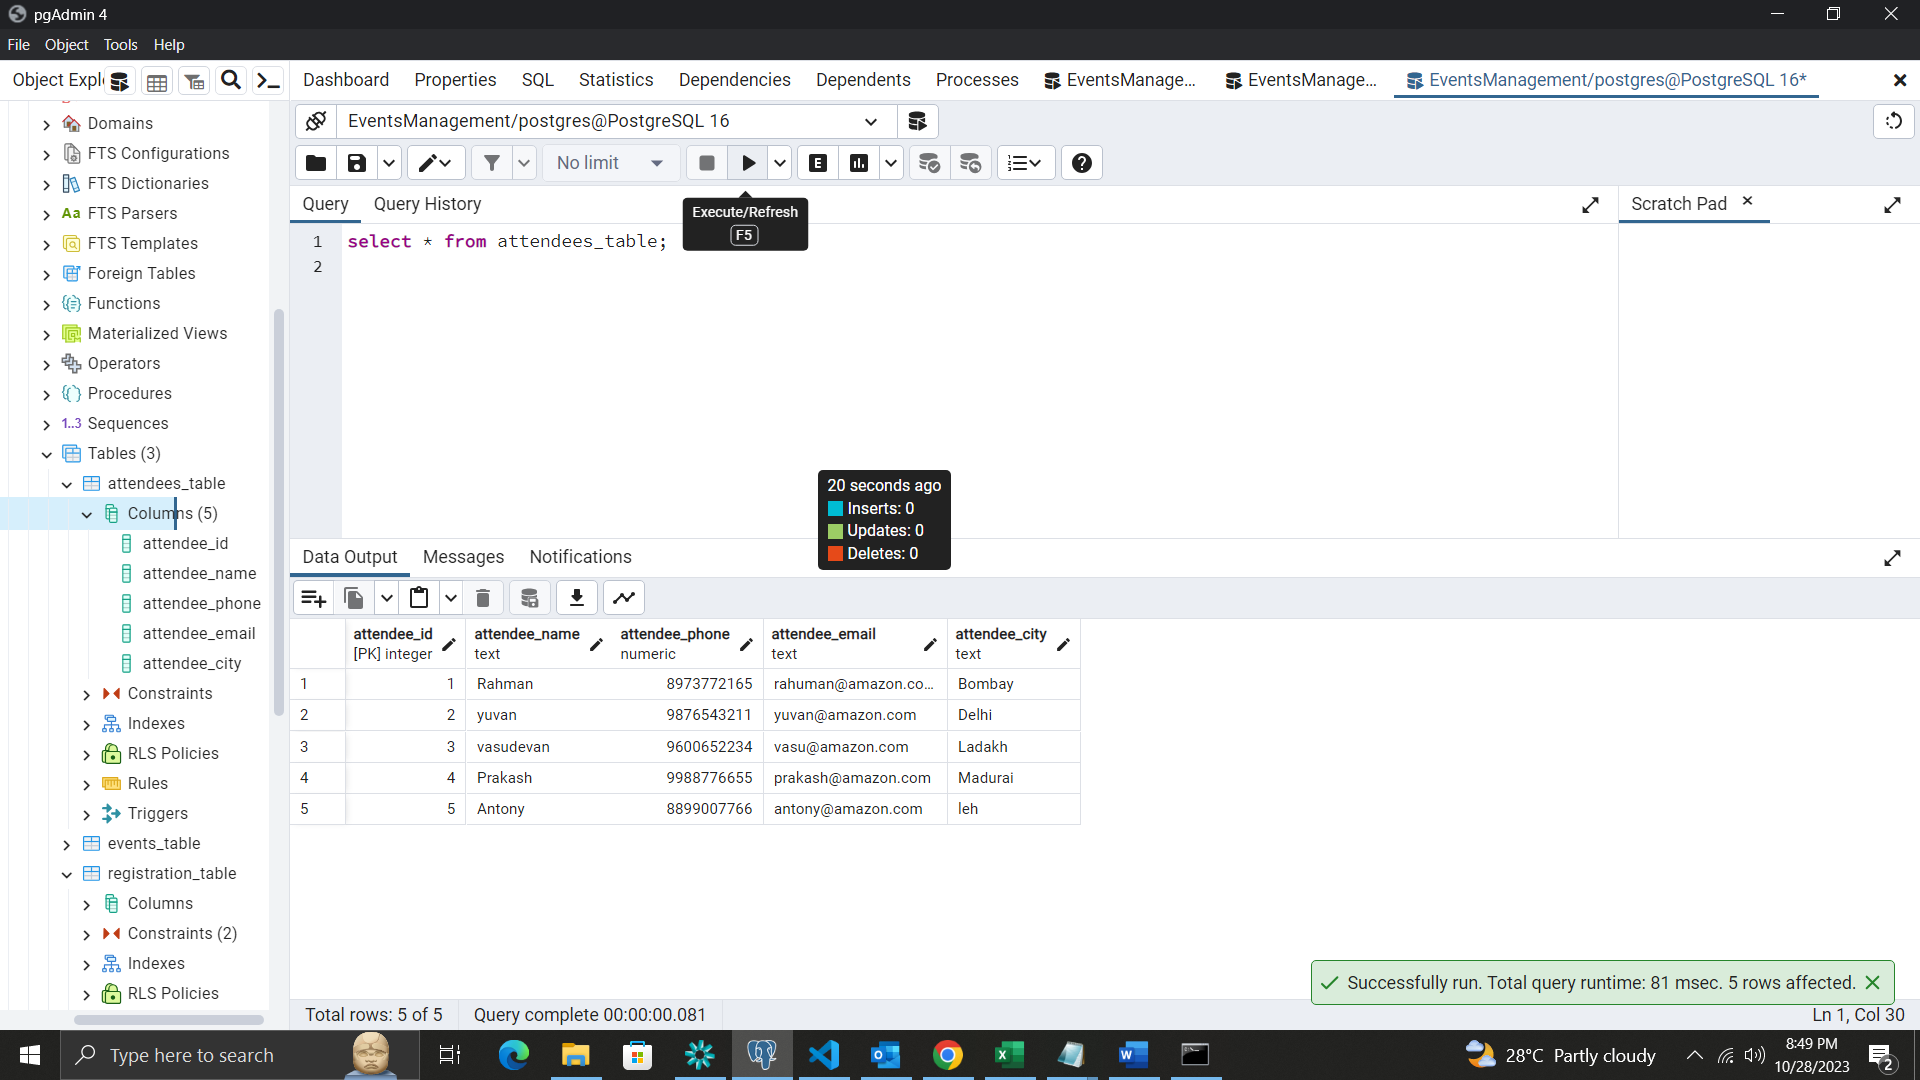 pgAdmin 4
File Object Tools Help
Object Expl
Dashboard Properties SQL Statistics Dependencies Dependents Processes EventsManage... EventsManage... EventsManagement/postgres@PostgreSQL 16*
EventsManagement/postgres@PostgreSQL 16
No limit
E
Execute/Refresh
F5
Query Query History
Scratch Pad
1 select * from attendees_table;
2
Domains
FTS Configurations
FTS Dictionaries
Aa FTS Parsers
FTS Templates
Foreign Tables
Functions
Materialized Views
Operators
Procedures
1..3 Sequences
Tables (3)
attendees_table
Columns (5)
attendee_id
attendee_name
attendee_phone
attendee_email
attendee_city
Constraints
Indexes
RLS Policies
Rules
Triggers
events_table
registration_table
Columns
Constraints (2)
Indexes
RLS Policies
20 seconds ago
Inserts: 0
Updates: 0
Deletes: 0
Data Output Messages Notifications
attendee_id attendee_name attendee_phone attendee_email attendee_city
[PK] integer text numeric text text
1 1 Rahman 8973772165 rahuman@amazon.co... Bombay
2 2 yuvan 9876543211 yuvan@amazon.com Delhi
3 3 vasudevan 9600652234 vasu@amazon.com Ladakh
4 4 Prakash 9988776655 prakash@amazon.com Madurai
5 5 Antony 8899007766 antony@amazon.com leh
Successfully run. Total query runtime: 81 msec. 5 rows affected.
Total rows: 5 of 5 Query complete 00:00:00.081 Ln 1, Col 30
Type here to search
28°C Partly cloudy
8:49 PM
10/28/2023
2